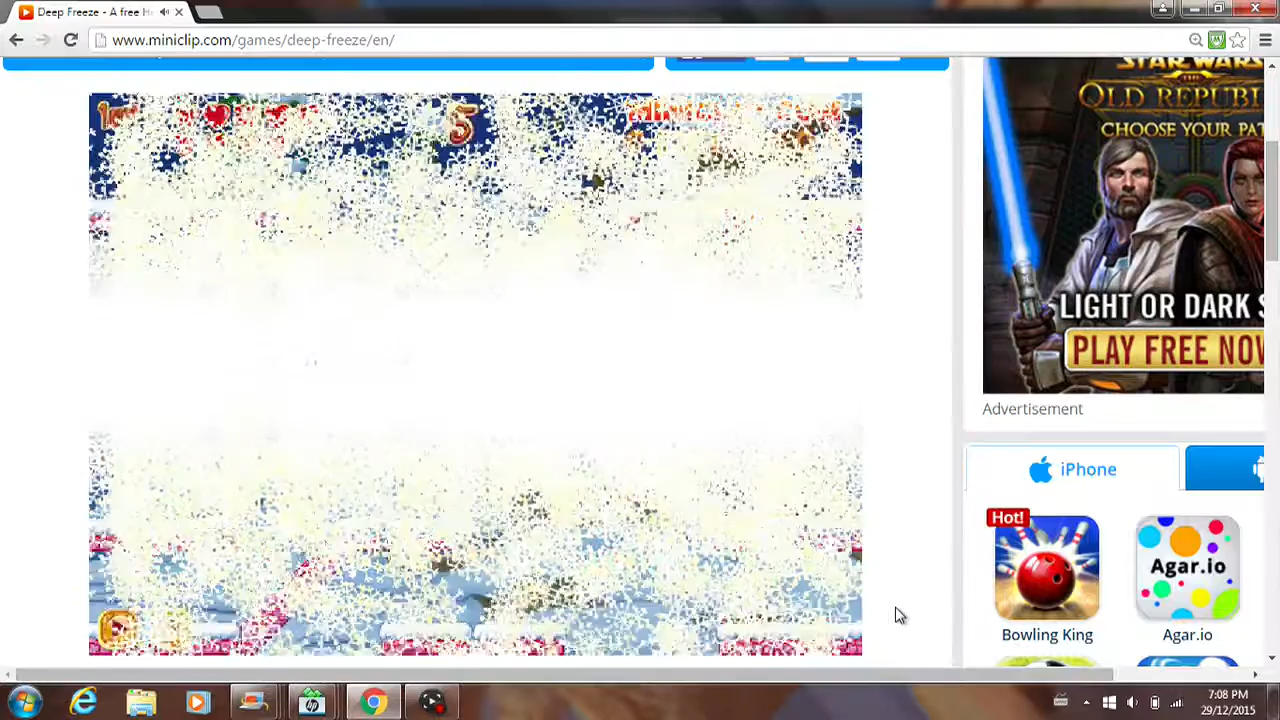 Deep Freeze - A free H
www.miniclip.com/games/deep-freeze/en/
5
STAR WARS
OLD REPUBLI
CHOOSE YOUR PAT
LIGHT OR DARK S
PLAY FREE NOW
Advertisement
iPhone
Hot!
Agar.io
Bowling King
Agar.io
7:08 PM
29/12/2015